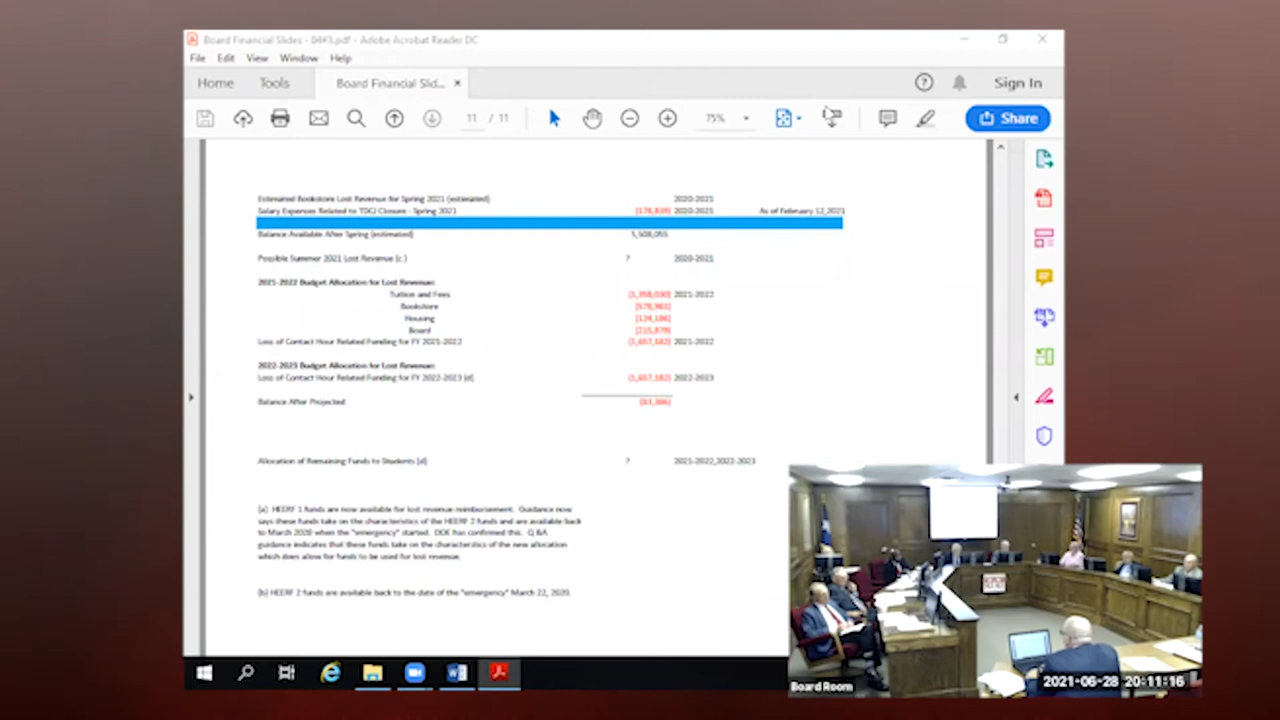 Board Financial Slides - 04#3.pdf - Adobe Acrobat Reader DC
File Edit View Window Help
Home Tools Board Financial Slid... × Sign In
11 / 11 75% Share
Estimated Bookstore Lost Revenue for Spring 2021 (estimated) 2020-2021
Salary Expenses Related to TDCJ Closure - Spring 2021 (178,839) 2020-2021 As of February 12,2021
Balance Available After Spring (estimated) 5,508,055
Possible Summer 2021 Lost Revenue (c ) ? 2020-2021
2021-2022 Budget Allocation for Lost Revenue:
Tuition and Fees (1,358,030) 2021-2022
Bookstore (578,983)
Housing (124,186)
Board (215,879)
Loss of Contact Hour Related Funding for FY 2021-2022 (1,657,182) 2021-2022
2022-2023 Budget Allocation for Lost Revenue:
Loss of Contact Hour Related Funding for FY 2022-2023 (d) (1,657,182) 2022-2023
Balance After Projected (83,386)
Allocation of Remaining Funds to Students (d) ? 2021-2022,2022-2023
(a) HEERF 1 funds are now available for lost revenue reimbursement. Guidance now
says these funds take on the characteristics of the HEERF 2 funds and are available back
to March 2020 when the "emergency" started. DOE has confirmed this. Q &A
guidance indicates that these funds take on the characteristics of the new allocation
which does allow for funds to be used for lost revenue.
(b) HEERF 2 funds are available back to the date of the "emergency" March 22, 2020.
Board Room
2021-06-28 20:11:16